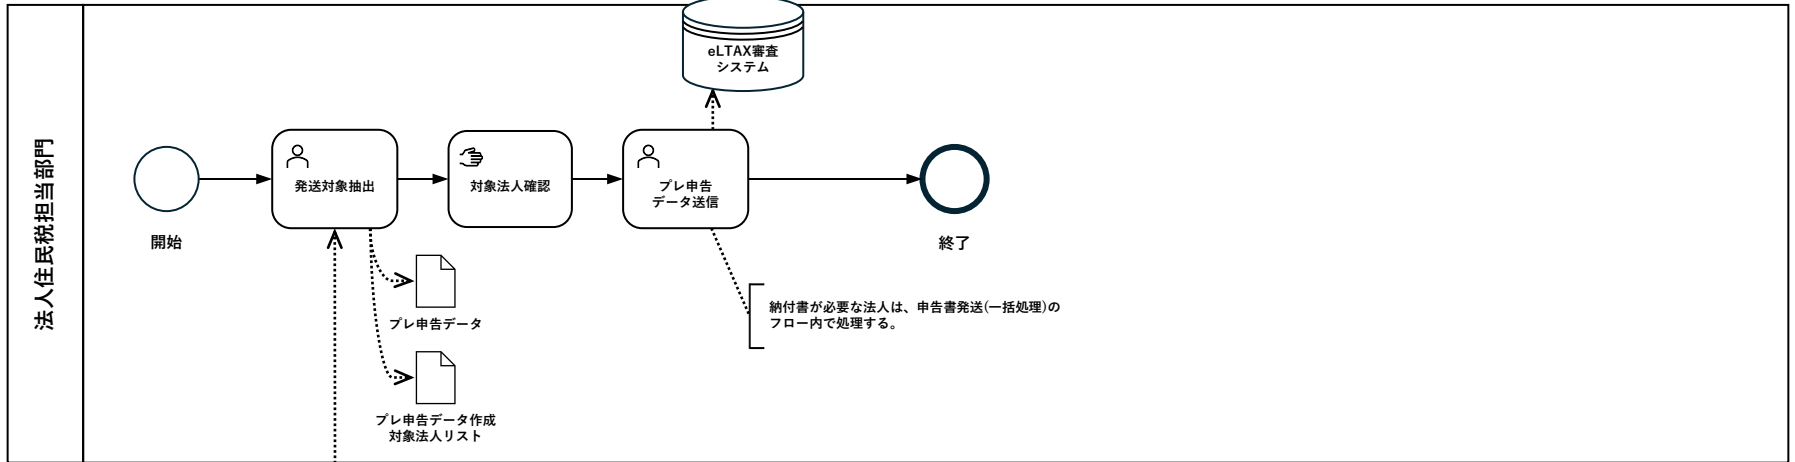 法人住民税担当部門
eLTAX審査
システム
開始
発送対象抽出
対象法人確認
プレ申告
データ送信
終了
プレ申告データ
プレ申告データ作成
対象法人リスト
納付書が必要な法人は、申告書発送(一括処理)の
フロー内で処理する。